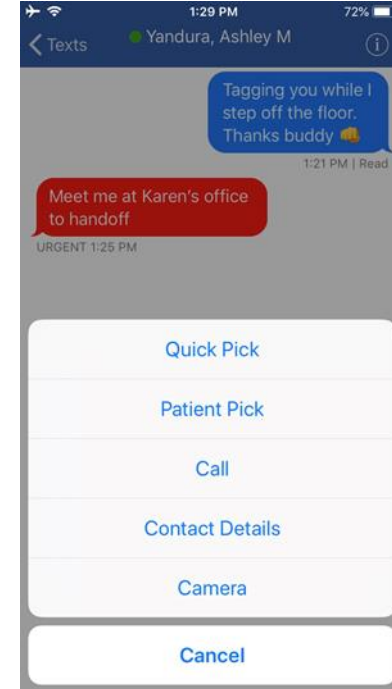 1:29 PM 72%
Texts Yandura, Ashley M
Tagging you while I
step off the floor.
Thanks buddy 👊
1:21 PM | Read
Meet me at Karen's office
to handoff
URGENT 1:25 PM
Quick Pick
Patient Pick
Call
Contact Details
Camera
Cancel